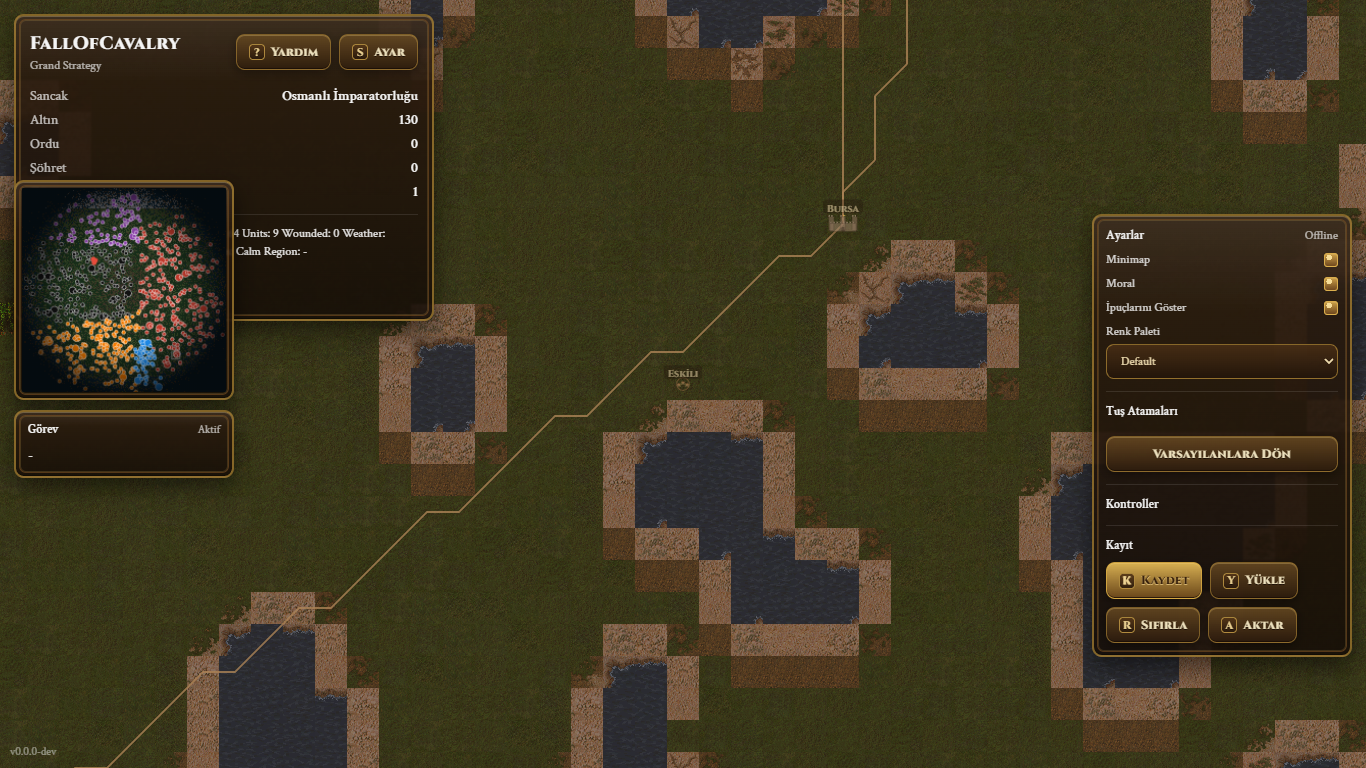 FallOfCavalry
Grand Strategy
? Yardım
S Ayar
Sancak Osmanlı İmparatorluğu
Altın 130
Ordu 0
Şöhret 0
1
4 Units: 9 Wounded: 0 Weather:
Calm Region: -
Görev Aktif
-
Bursa
Eskili
Ayarlar Offline
Minimap
Moral
İpuçlarını Göster
Renk Paleti
Default
Tuş Atamaları
Varsayılanlara Dön
Kontroller
Kayıt
K Kaydet
Y Yükle
R Sıfırla
A Aktar
v0.0.0-dev